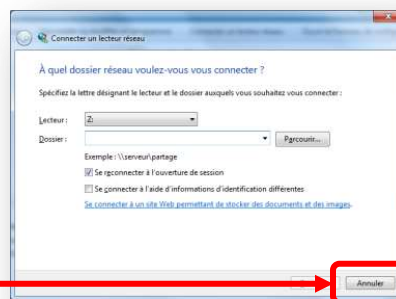 Connecter un lecteur réseau
À quel dossier réseau voulez-vous vous connecter ?
Spécifiez la lettre désignant le lecteur et le dossier auxquels vous souhaitez vous connecter :
Lecteur : Z:
Dossier : Parcourir...
Exemple : \\serveur\partage
Se reconnecter à l'ouverture de session
Se connecter à l'aide d'informations d'identification différentes
Se connecter à un site Web permettant de stocker des documents et des images.
Annuler